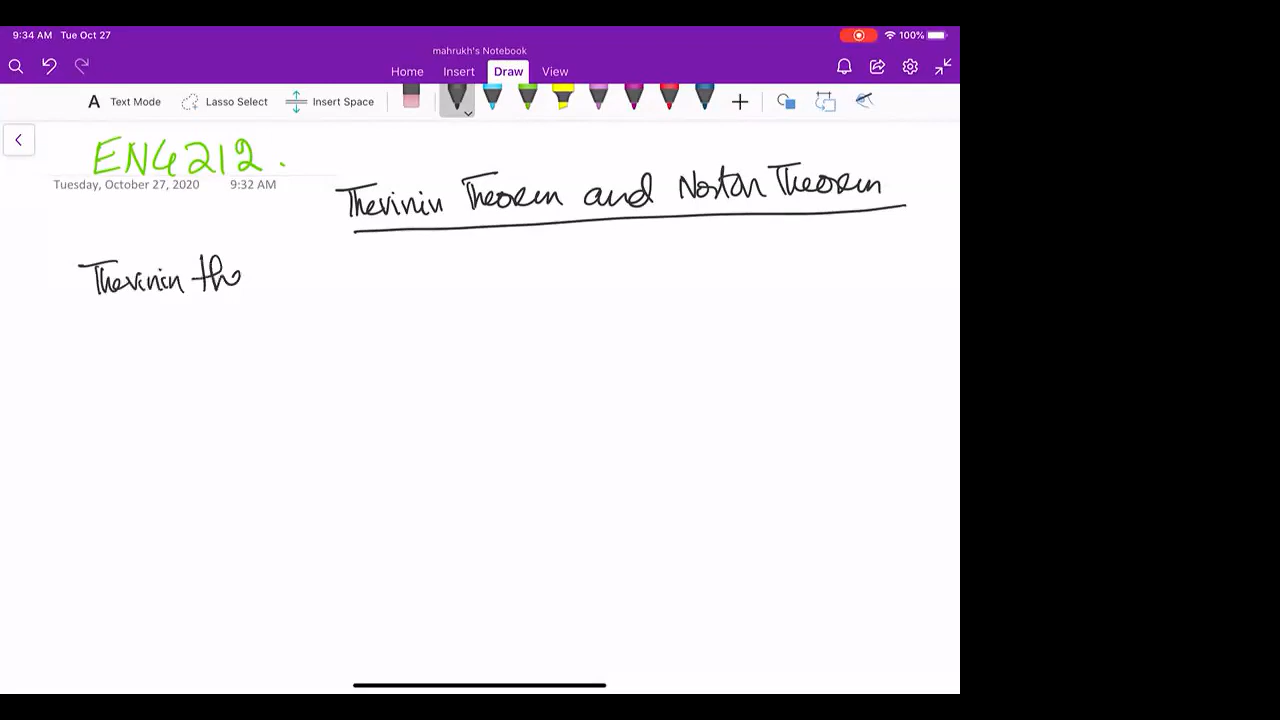 9:34 AM Tue Oct 27 100%
mahrukh's Notebook
Home Insert Draw View
A Text Mode Lasso Select Insert Space
ENG212.
Tuesday, October 27, 2020 9:32 AM
Thevinin Theorem and Norton Theorem
Thevinin tho